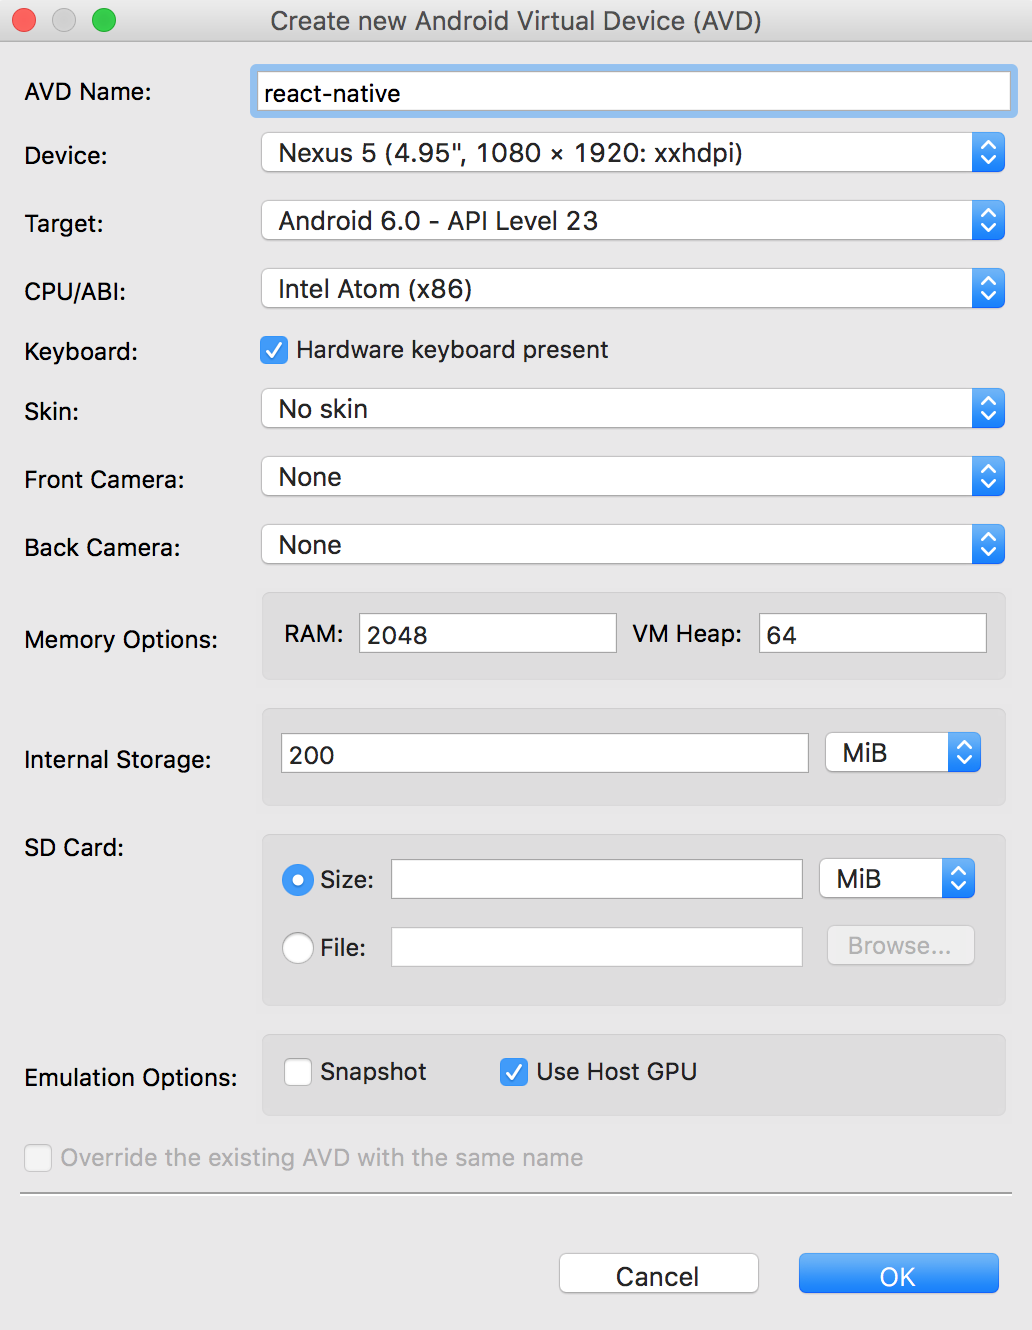 Create new Android Virtual Device (AVD)
AVD Name: react-native
Device: Nexus 5 (4.95", 1080 × 1920: xxhdpi)
Target: Android 6.0 - API Level 23
CPU/ABI: Intel Atom (x86)
Keyboard: Hardware keyboard present
Skin: No skin
Front Camera: None
Back Camera: None
Memory Options: RAM: 2048 VM Heap: 64
Internal Storage: 200 MiB
SD Card:
Size: MiB
File: Browse...
Emulation Options: Snapshot Use Host GPU
Override the existing AVD with the same name
Cancel OK